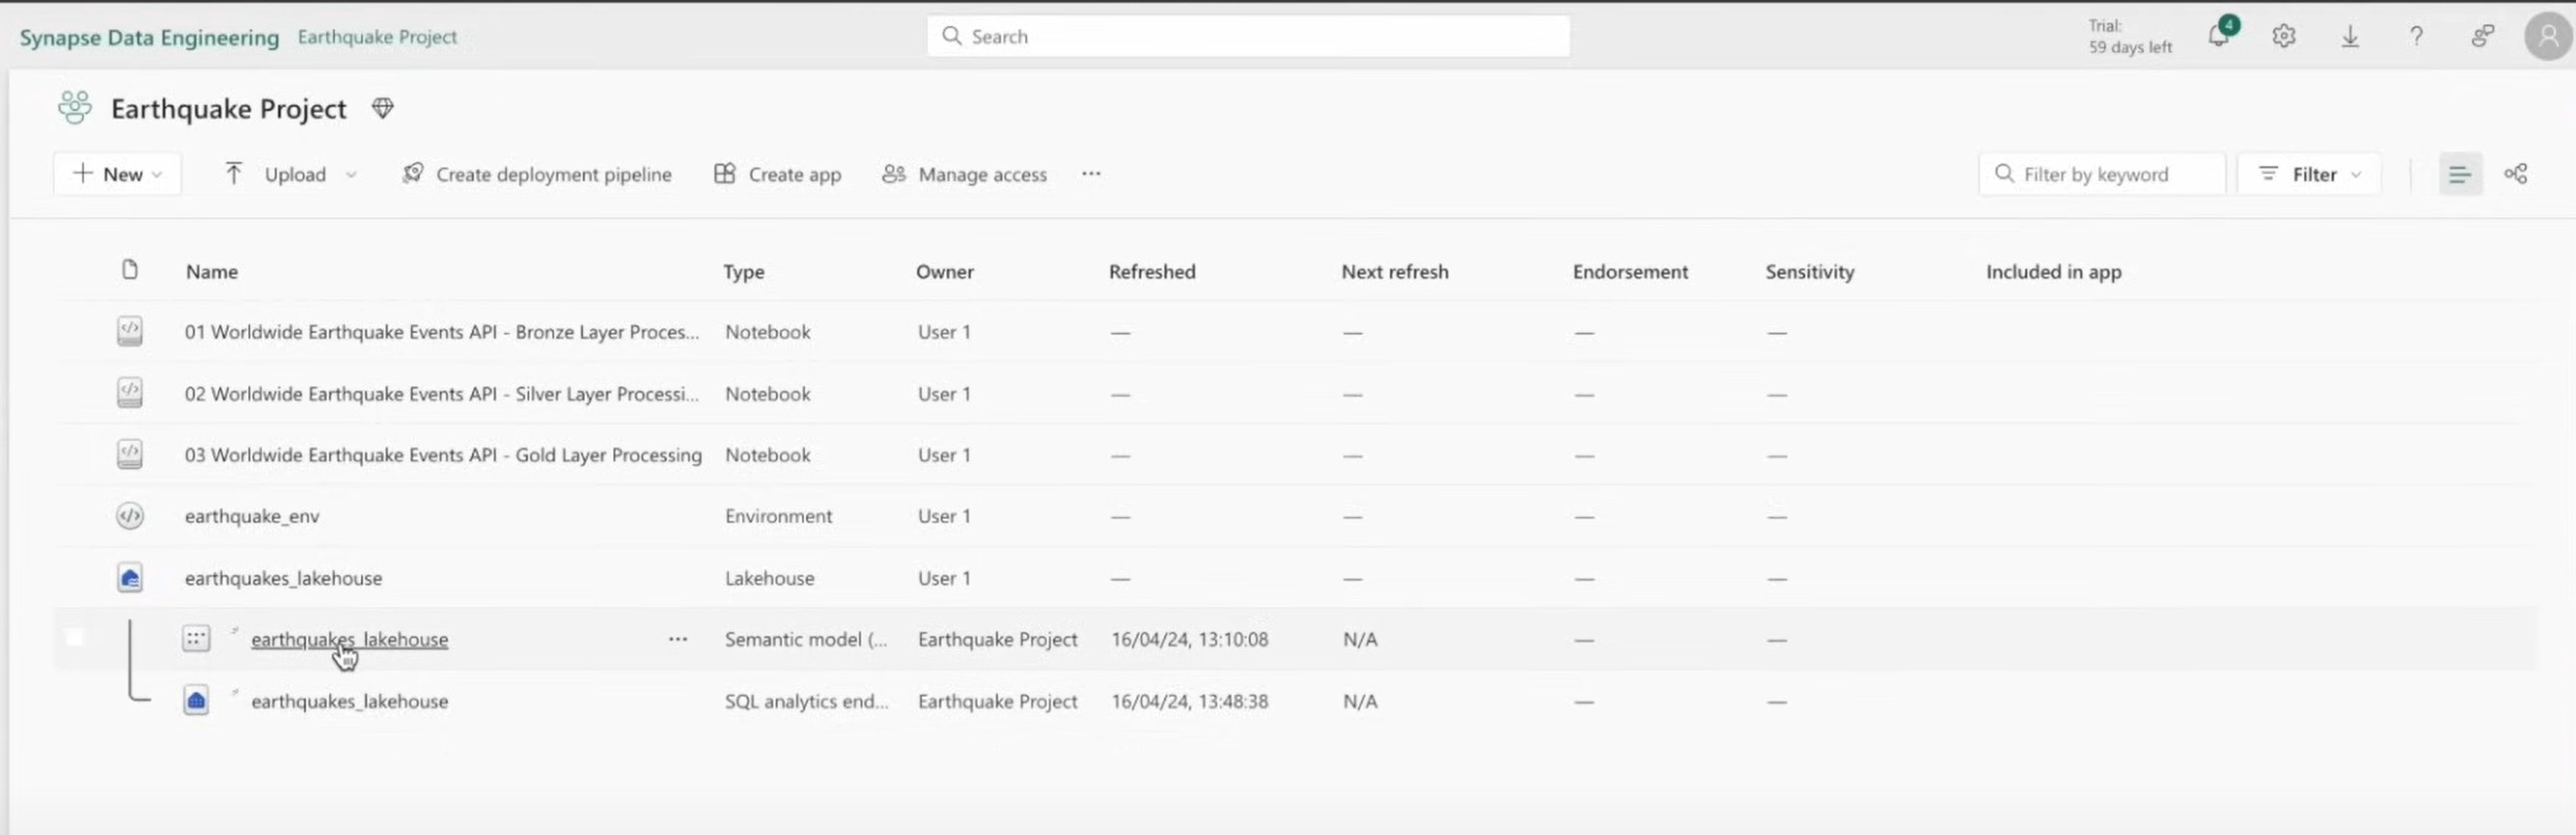 Synapse Data Engineering Earthquake Project Search Trial: 4
59 days left
Earthquake Project
New Upload Create deployment pipeline Create app Manage access ... Filter by keyword Filter
Name Type Owner Refreshed Next refresh Endorsement Sensitivity Included in app
01 Worldwide Earthquake Events API - Bronze Layer Proces... Notebook User 1 — — — —
02 Worldwide Earthquake Events API - Silver Layer Processi... Notebook User 1 — — — —
03 Worldwide Earthquake Events API - Gold Layer Processing Notebook User 1 — — — —
earthquake_env Environment User 1 — — — —
earthquakes_lakehouse Lakehouse User 1 — — — —
earthquakes_lakehouse ... Semantic model (... Earthquake Project 16/04/24, 13:10:08 N/A — —
earthquakes_lakehouse SQL analytics end... Earthquake Project 16/04/24, 13:48:38 N/A — —